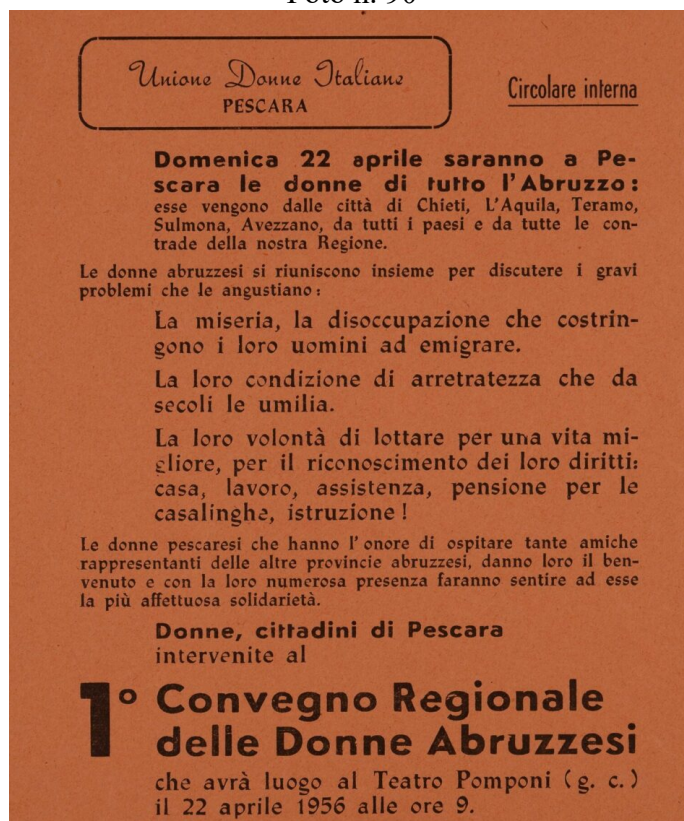 Foto n. 90
Unione Donne Italiane
PESCARA
Circolare interna
Domenica 22 aprile saranno a Pe-
scara le donne di tutto l'Abruzzo:
esse vengono dalle città di Chieti, L'Aquila, Teramo,
Sulmona, Avezzano, da tutti i paesi e da tutte le con-
trade della nostra Regione.
Le donne abruzzesi si riuniscono insieme per discutere i gravi
problemi che le angustiano:
La miseria, la disoccupazione che costrin-
gono i loro uomini ad emigrare.
La loro condizione di arretratezza che da
secoli le umilia.
La loro volontà di lottare per una vita mi-
gliore, per il riconoscimento dei loro diritti:
casa, lavoro, assistenza, pensione per le
casalinghe, istruzione!
Le donne pescaresi che hanno l'onore di ospitare tante amiche
rappresentanti delle altre provincie abruzzesi, danno loro il ben-
venuto e con la loro numerosa presenza faranno sentire ad esse
la più affettuosa solidarietà.
Donne, cittadini di Pescara
intervenite al
1° Convegno Regionale
delle Donne Abruzzesi
che avrà luogo al Teatro Pomponi (g. c.)
il 22 aprile 1956 alle ore 9.